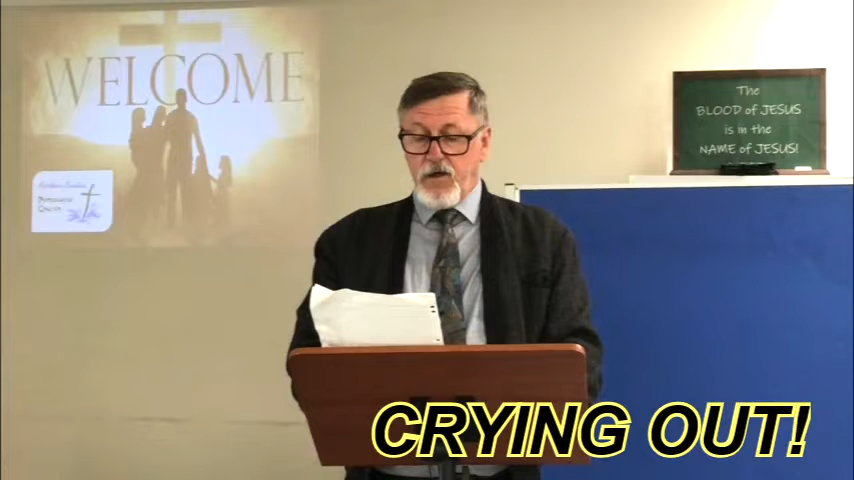 WELCOME
The
BLOOD of JESUS
is in the
NAME of JESUS!
CRYING OUT!